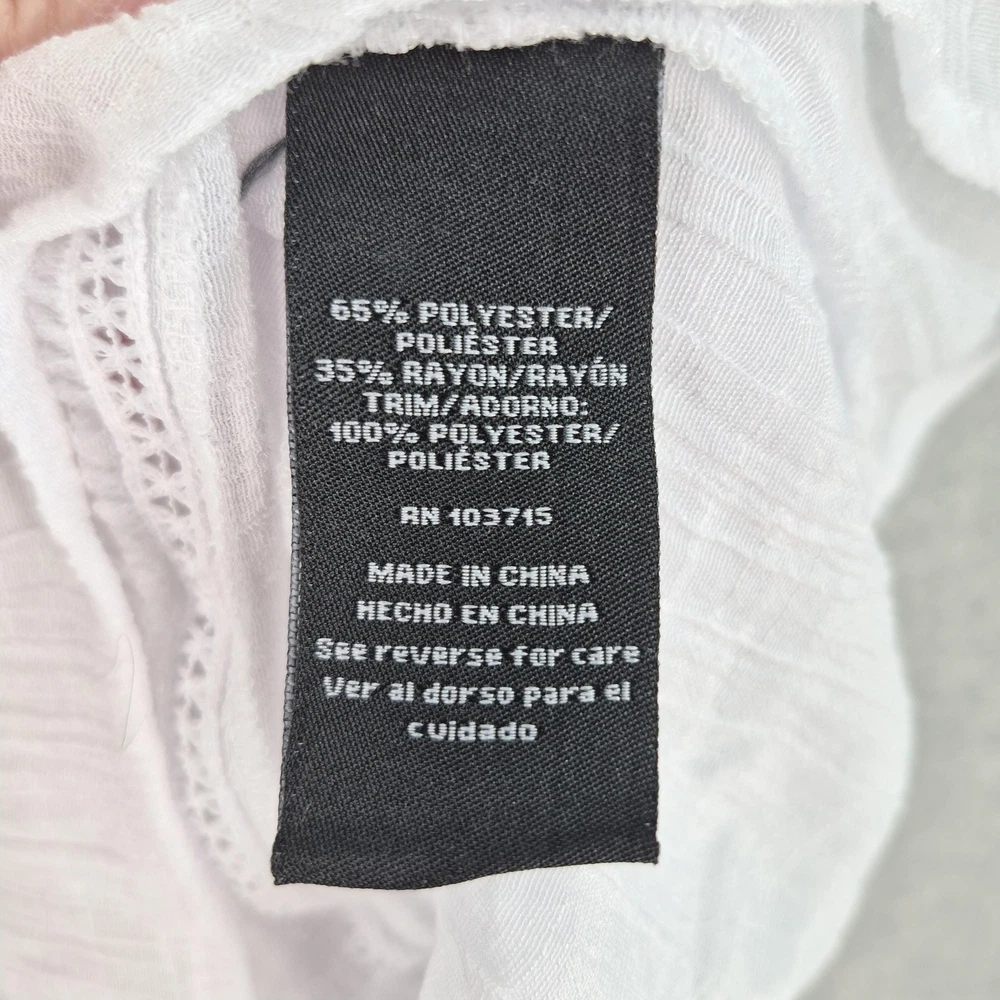 65% POLYESTER/
POLIÉSTER
35% RAYON/RAYÓN
TRIM/ADORNO:
100% POLYESTER/
POLIÉSTER
RN 103715
MADE IN CHINA
HECHO EN CHINA
See reverse for care
Ver al dorso para el
cuidado